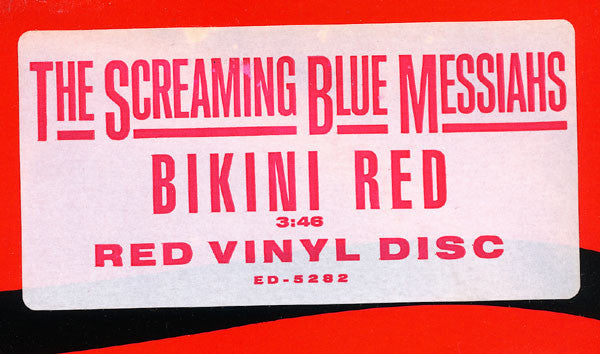 THE SCREAMING BLUE MESSIAHS
BIKINI RED
3:46
RED VINYL DISC
ED-5282